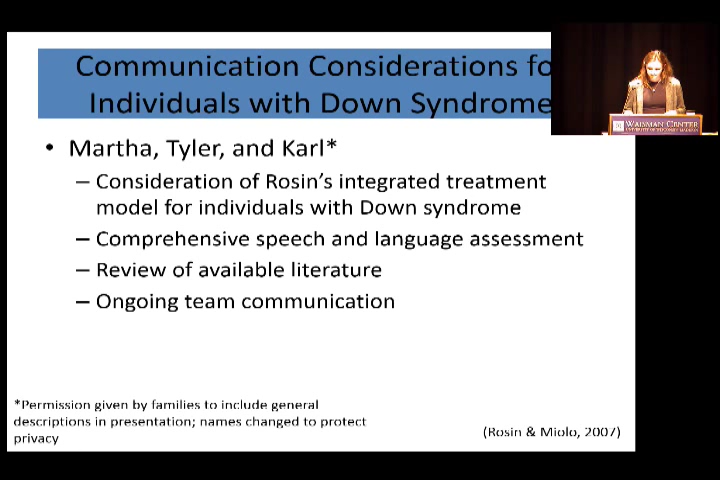 Communication Considerations fo
Individuals with Down Syndrome
• Martha, Tyler, and Karl*
– Consideration of Rosin's integrated treatment
model for individuals with Down syndrome
– Comprehensive speech and language assessment
– Review of available literature
– Ongoing team communication
*Permission given by families to include general
descriptions in presentation; names changed to protect
privacy
(Rosin & Miolo, 2007)
WAISMAN CENTER
UNIVERSITY OF WISCONSIN-MADISON